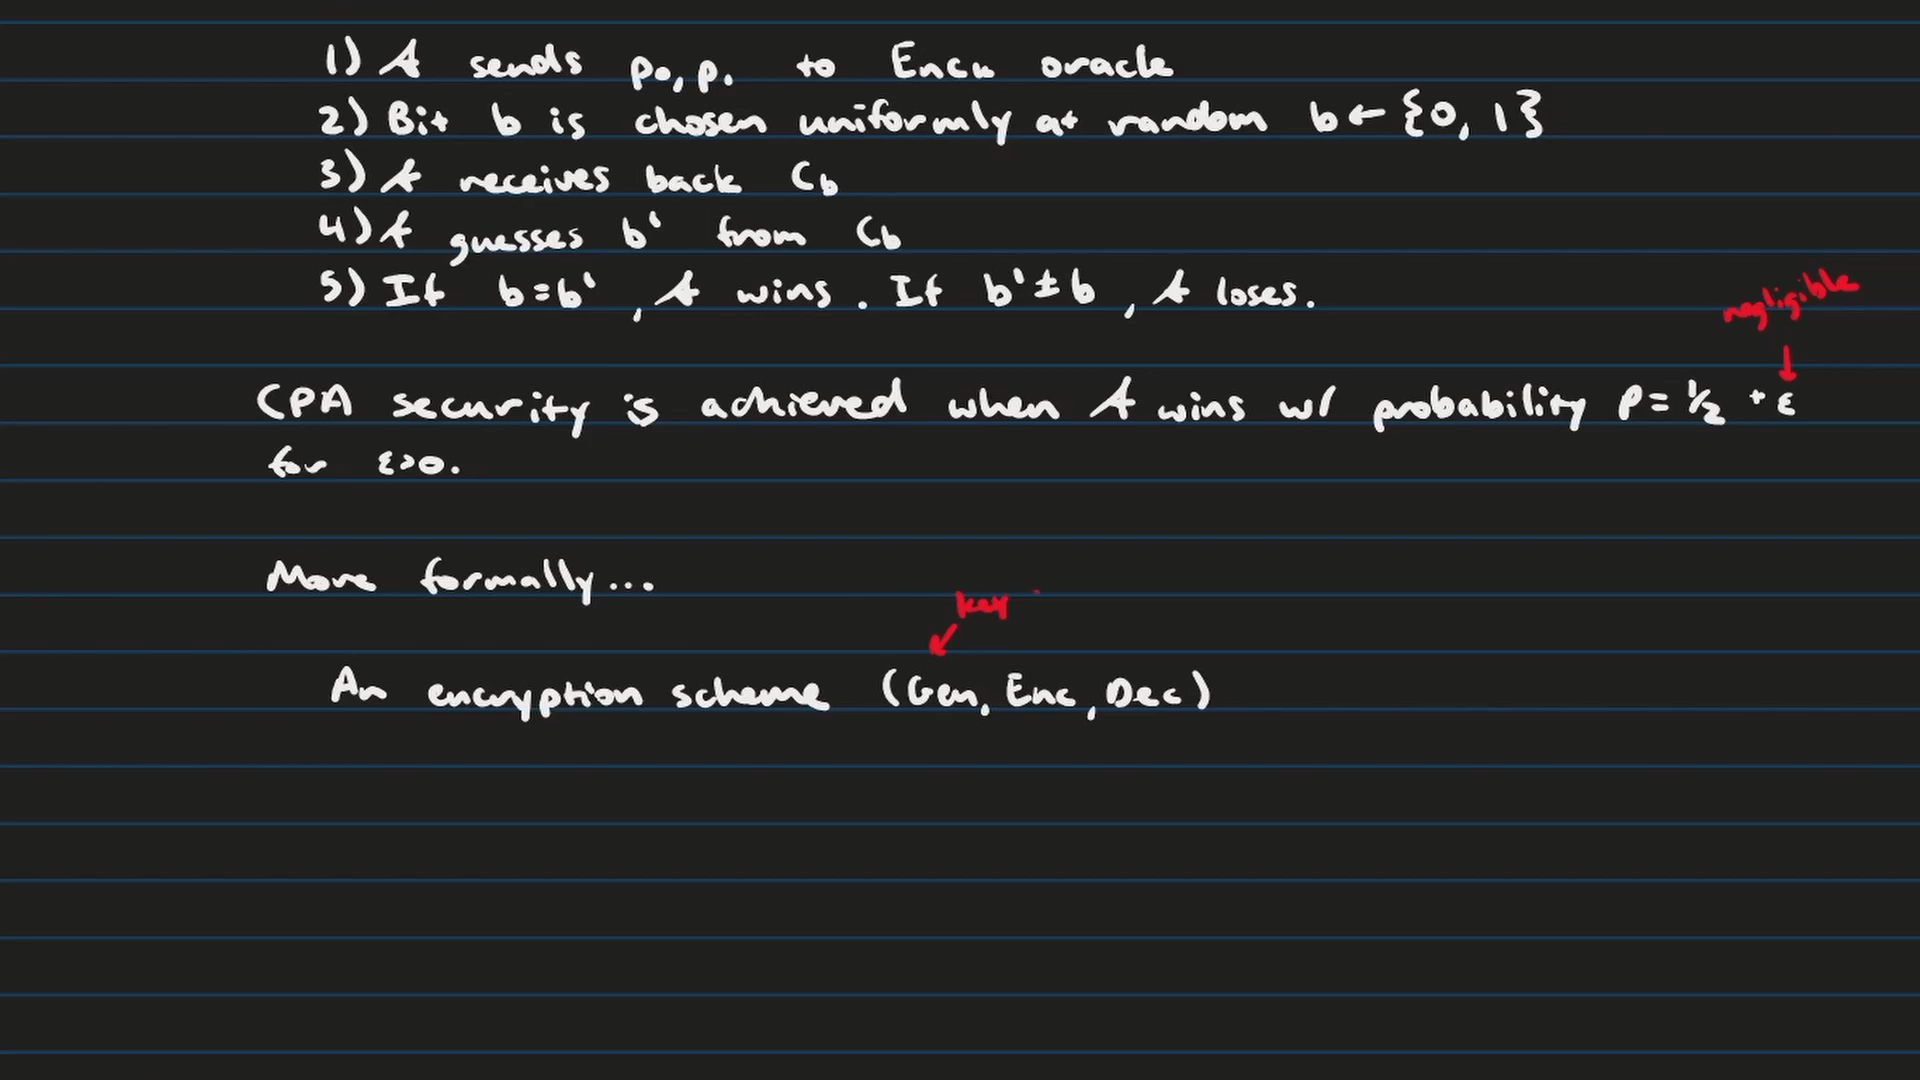 1) A sends p₀, p₁ to Encₖ oracle
2) Bit b is chosen uniformly at random b ← {0, 1}
3) A receives back C_b
4) A guesses b' from C_b
5) If b = b', A wins. If b' ≠ b, A loses.
negligible
↓
CPA security is achieved when A wins w/ probability P = 1/2 + ε
for ε>0.
More formally...
key
↙
An encryption scheme (Gen, Enc, Dec)